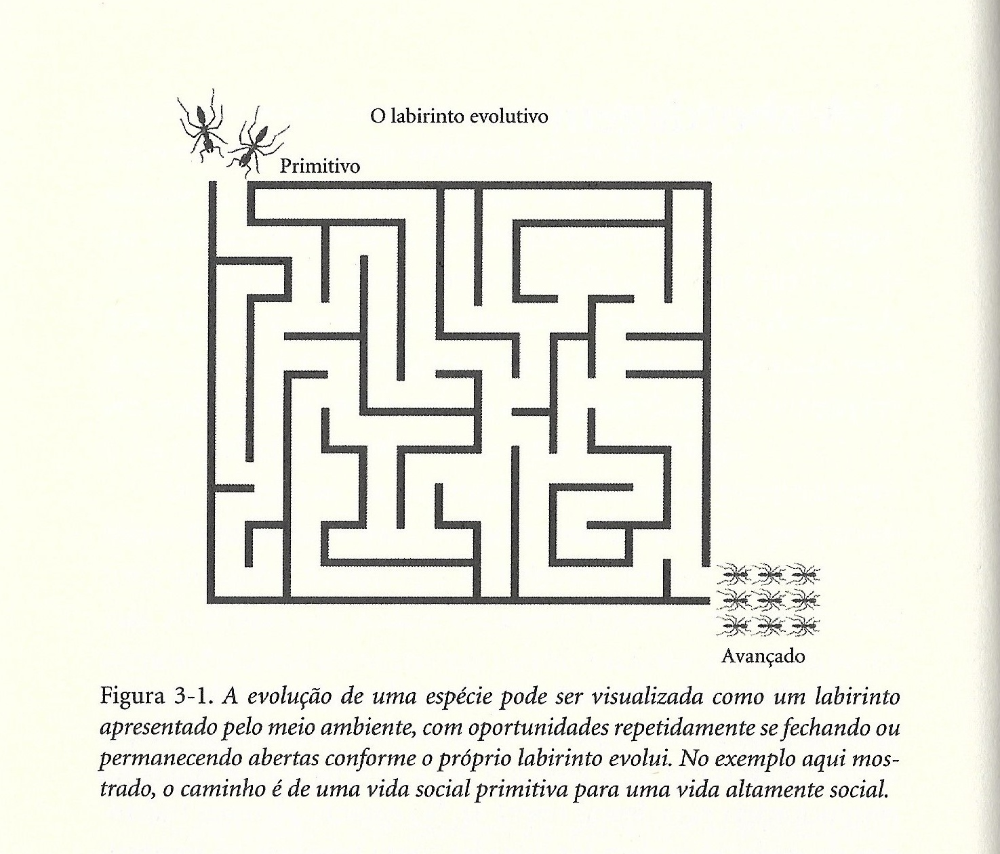 O labirinto evolutivo
Primitivo
Avançado
Figura 3-1. A evolução de uma espécie pode ser visualizada como um labirinto
apresentado pelo meio ambiente, com oportunidades repetidamente se fechando ou
permanecendo abertas conforme o próprio labirinto evolui. No exemplo aqui mos-
trado, o caminho é de uma vida social primitiva para uma vida altamente social.